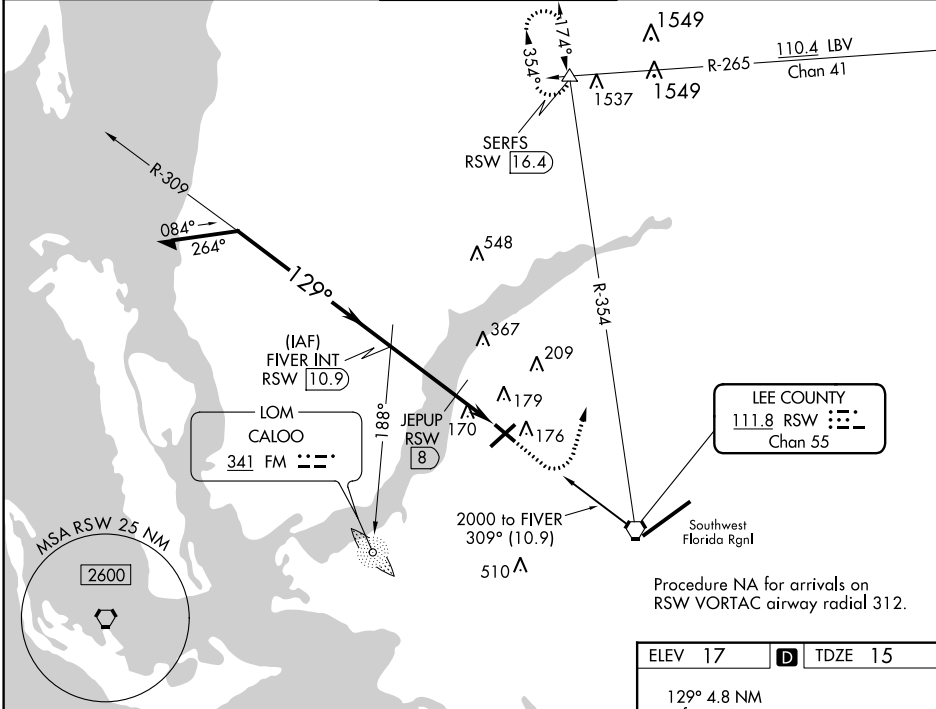 174°
354°
1549
110.4 LBV
R-265
Chan 41
1537
1549
SERFS
RSW 16.4
R-309
084°
264°
129°
548
R-354
(IAF)
FIVER INT
RSW 10.9
367
209
188°
JEPUP
RSW
8
179
170
176
LOM
CALOO
341 FM
LEE COUNTY
111.8 RSW
Chan 55
2000 to FIVER
309° (10.9)
510
Southwest
Florida Rgnl
MSA RSW 25 NM
2600
Procedure NA for arrivals on
RSW VORTAC airway radial 312.
ELEV 17 D TDZE 15
129° 4.8 NM